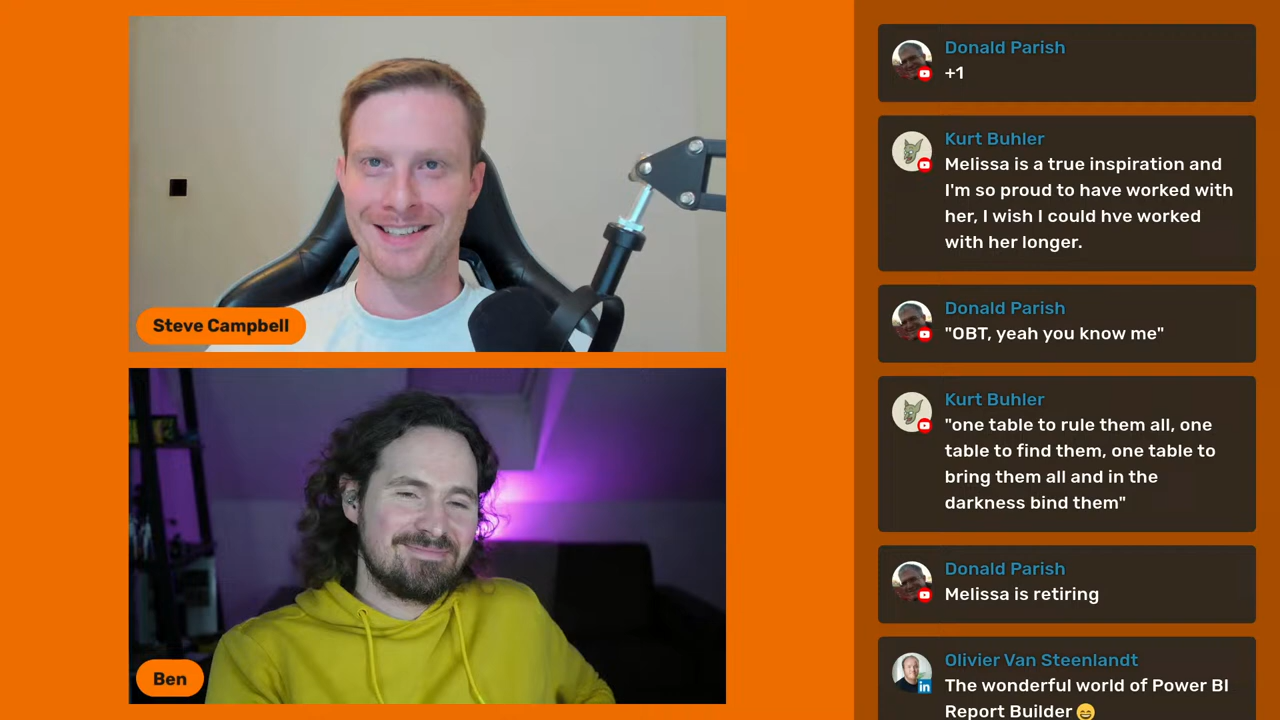 Steve Campbell
Ben
Donald Parish
+1
Kurt Buhler
Melissa is a true inspiration and
I'm so proud to have worked with
her, I wish I could hve worked
with her longer.
Donald Parish
"OBT, yeah you know me"
Kurt Buhler
"one table to rule them all, one
table to find them, one table to
bring them all and in the
darkness bind them"
Donald Parish
Melissa is retiring
Olivier Van Steenlandt
The wonderful world of Power BI
Report Builder 😄